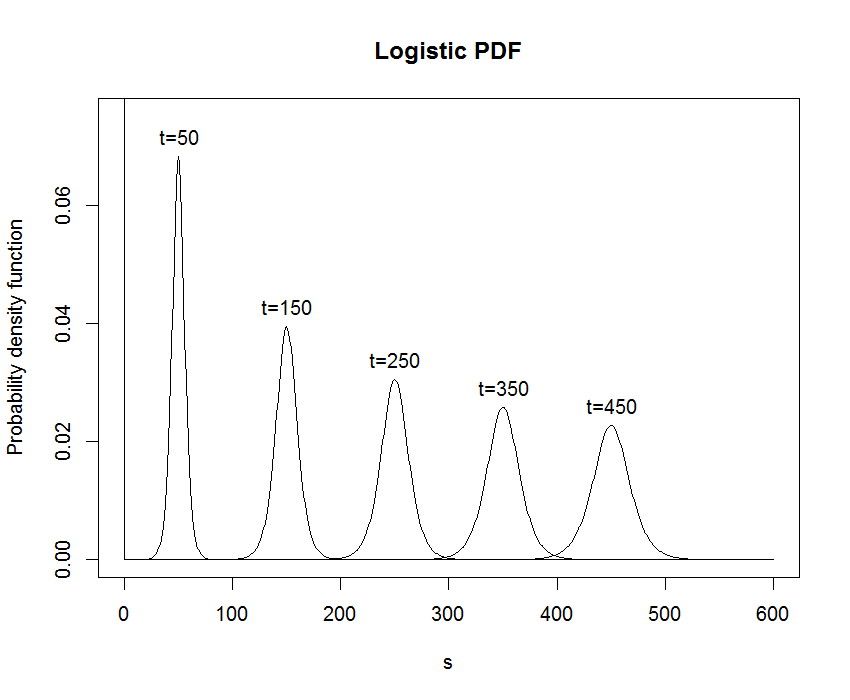 Logistic PDF
Probability density function
0.06
0.04
0.02
0.00
t=50
t=150
t=250
t=350
t=450
0 100 200 300 400 500 600
s